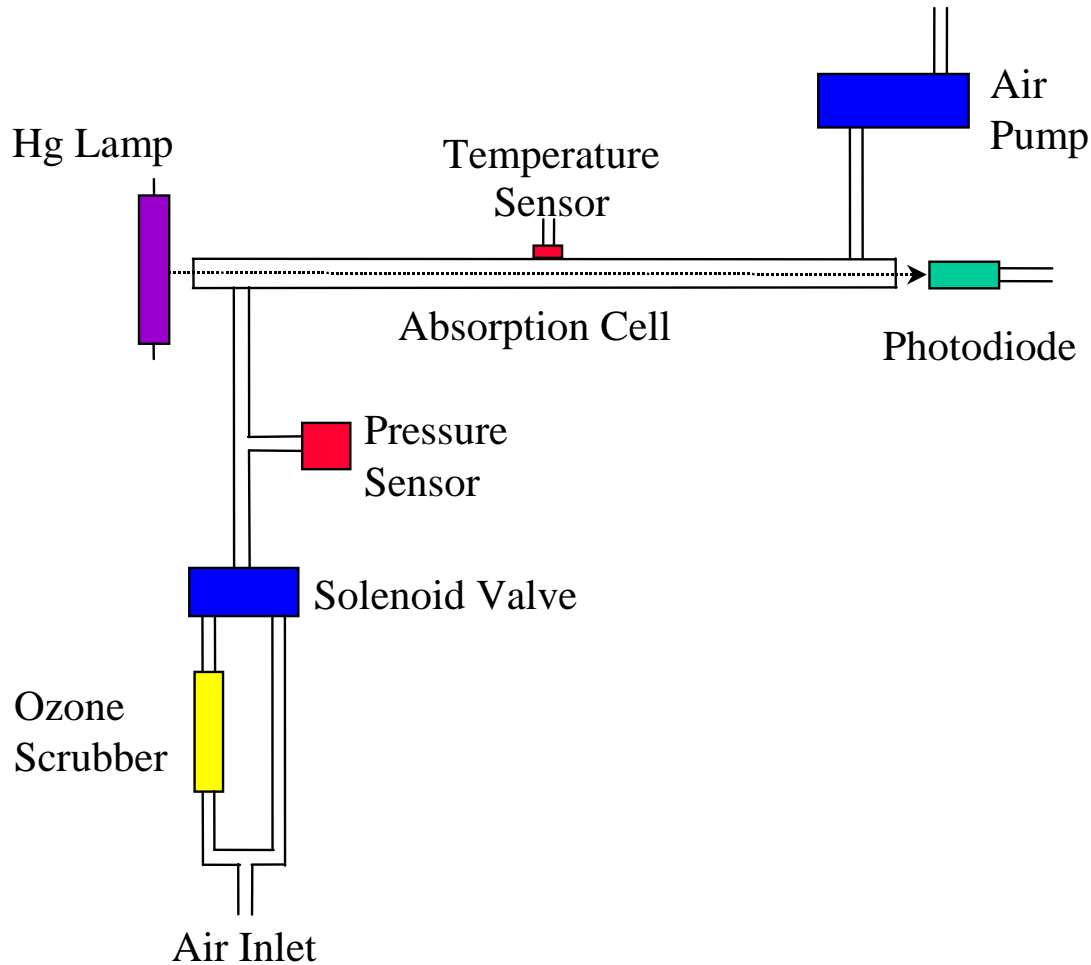 Air
Pump
Hg Lamp
Temperature
Sensor
Absorption Cell
Photodiode
Pressure
Sensor
Solenoid Valve
Ozone
Scrubber
Air Inlet